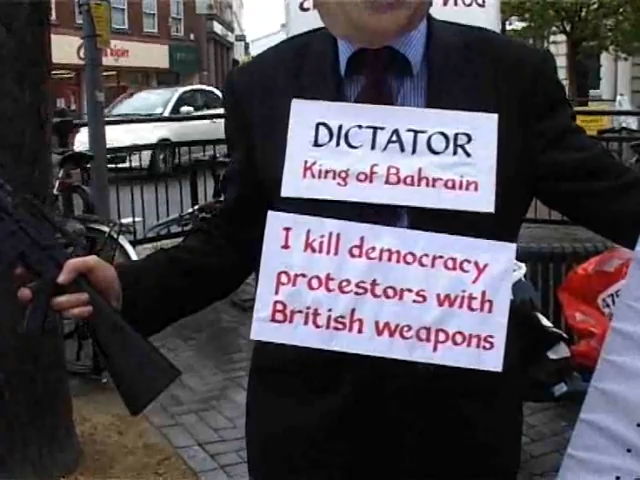 DICTATOR
King of Bahrain
I kill democracy
protestors with
British weapons